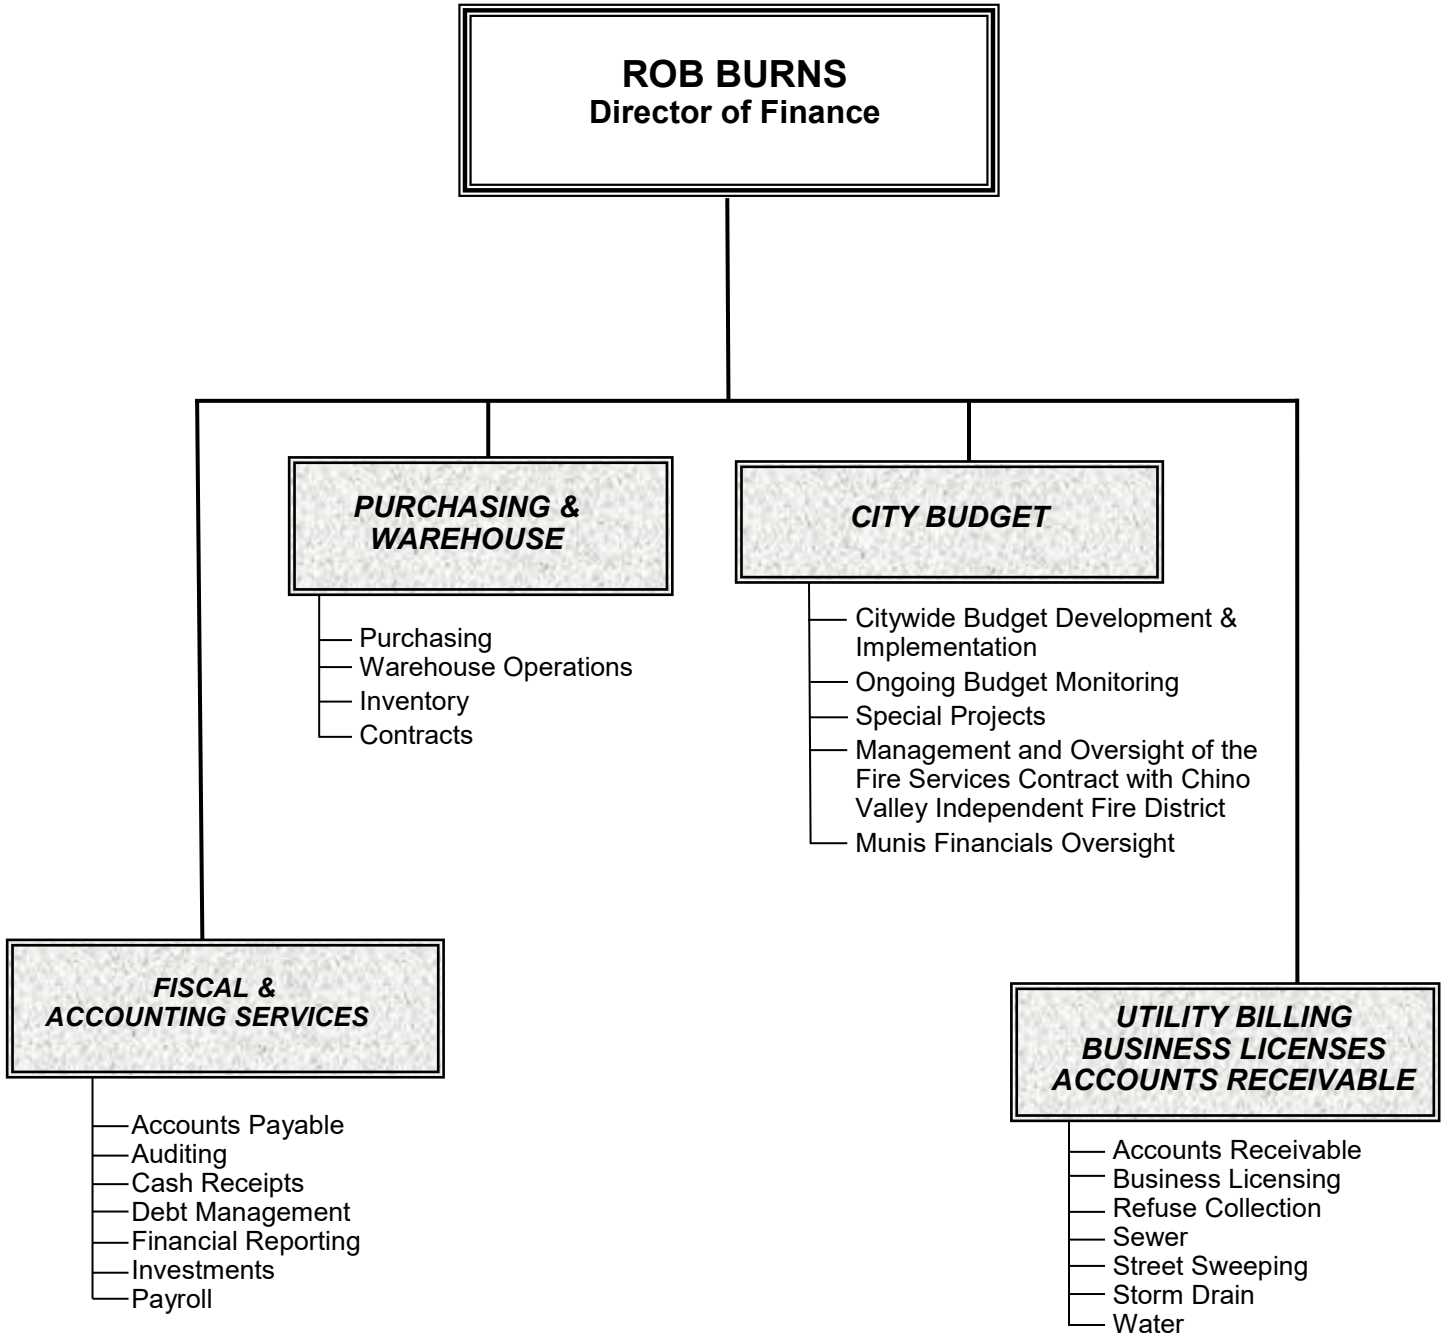 ROB BURNS
Director of Finance
PURCHASING &
WAREHOUSE
Purchasing
Warehouse Operations
Inventory
Contracts
CITY BUDGET
Citywide Budget Development &
Implementation
Ongoing Budget Monitoring
Special Projects
Management and Oversight of the
Fire Services Contract with Chino
Valley Independent Fire District
Munis Financials Oversight
FISCAL &
ACCOUNTING SERVICES
Accounts Payable
Auditing
Cash Receipts
Debt Management
Financial Reporting
Investments
Payroll
UTILITY BILLING
BUSINESS LICENSES
ACCOUNTS RECEIVABLE
Accounts Receivable
Business Licensing
Refuse Collection
Sewer
Street Sweeping
Storm Drain
Water